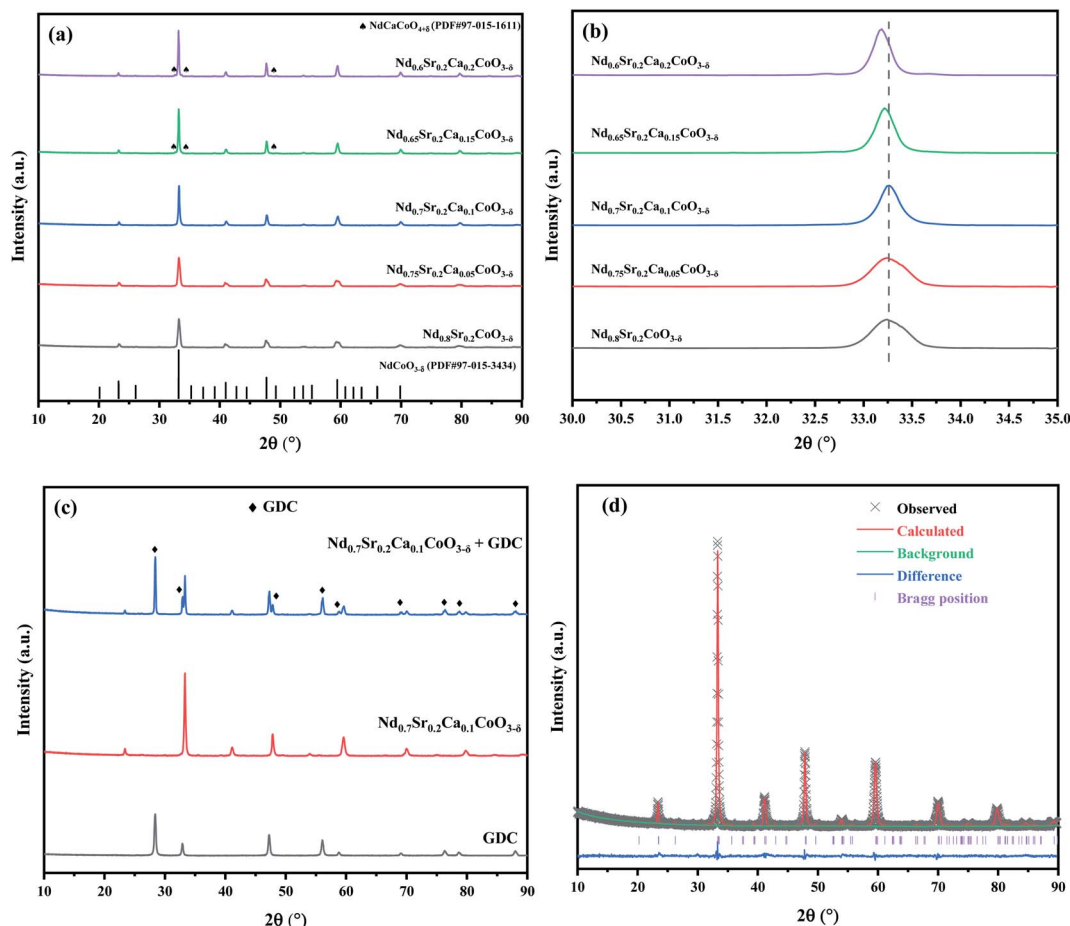 (a)
♠ NdCaCoO4+δ (PDF#97-015-1611)
Nd0.6Sr0.2Ca0.2CoO3-δ
Nd0.65Sr0.2Ca0.15CoO3-δ
Nd0.7Sr0.2Ca0.1CoO3-δ
Nd0.75Sr0.2Ca0.05CoO3-δ
Nd0.8Sr0.2CoO3-δ
NdCoO3-δ (PDF#97-015-3434)
Intensity (a.u.)
10 20 30 40 50 60 70 80 90
2θ (°)
(b)
Nd0.6Sr0.2Ca0.2CoO3-δ
Nd0.65Sr0.2Ca0.15CoO3-δ
Nd0.7Sr0.2Ca0.1CoO3-δ
Nd0.75Sr0.2Ca0.05CoO3-δ
Nd0.8Sr0.2CoO3-δ
Intensity (a.u.)
30.0 30.5 31.0 31.5 32.0 32.5 33.0 33.5 34.0 34.5 35.0
2θ (°)
(c)
♦ GDC
Nd0.7Sr0.2Ca0.1CoO3-δ + GDC
Nd0.7Sr0.2Ca0.1CoO3-δ
GDC
Intensity (a.u.)
10 20 30 40 50 60 70 80 90
2θ (°)
(d)
Observed
Calculated
Background
Difference
Bragg position
Intensity (a.u.)
10 20 30 40 50 60 70 80 90
2θ (°)